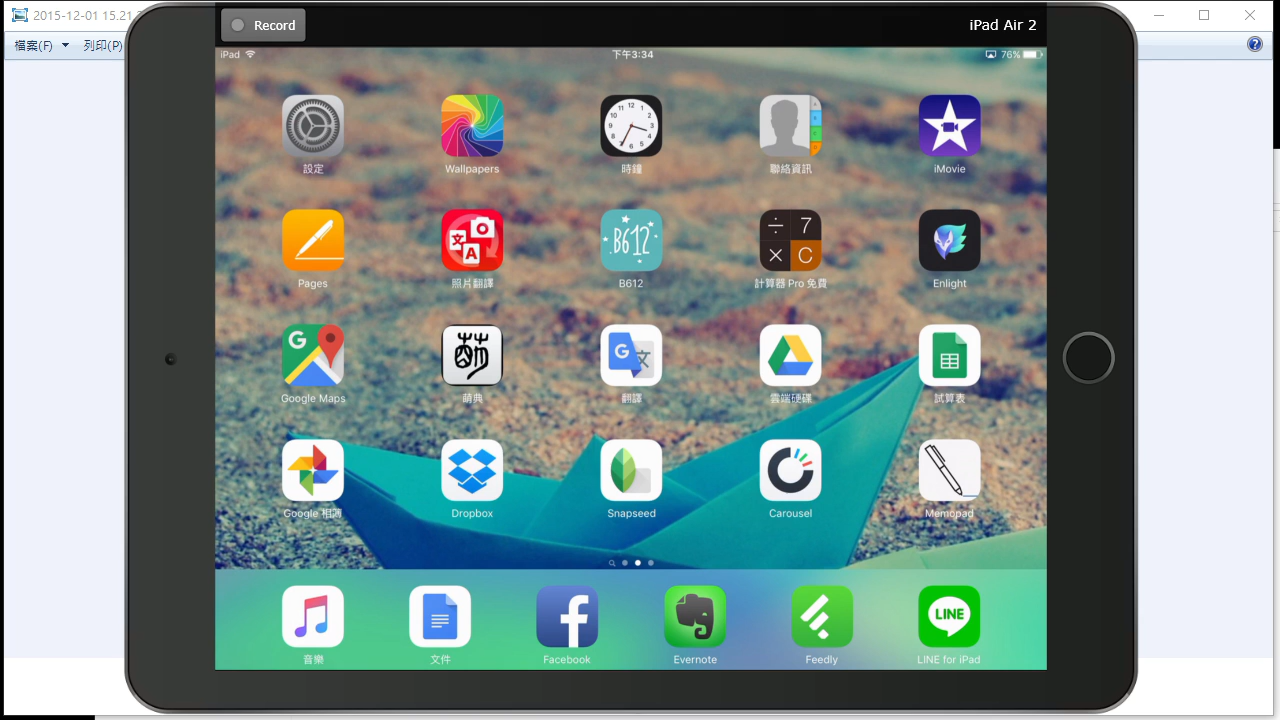 2015-12-01 15.21.2
檔案(F)
列印(P)
Record
iPad Air 2
iPad
下午3:34
76%
設定
Wallpapers
時鐘
聯絡資訊
iMovie
Pages
照片翻譯
B612
計算器 Pro 免費
Enlight
Google Maps
萌典
翻譯
雲端硬碟
試算表
Google 相簿
Dropbox
Snapseed
Carousel
Memopad
音樂
文件
Facebook
Evernote
Feedly
LINE
LINE for iPad